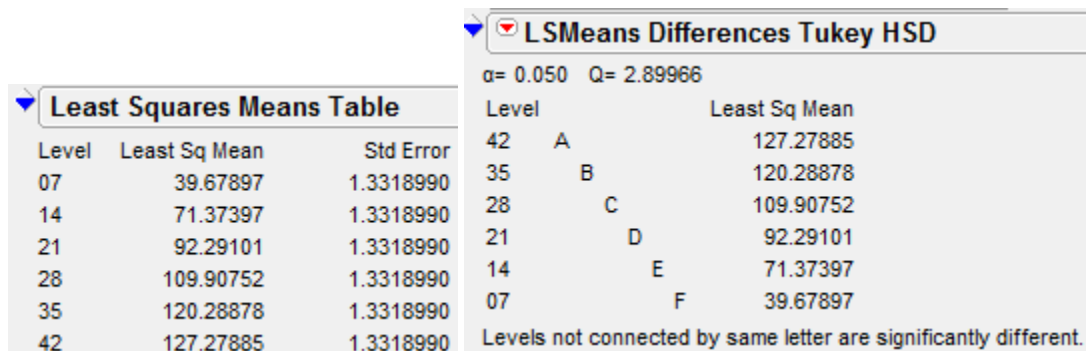 Least Squares Means Table
Level Least Sq Mean Std Error
07 39.67897 1.3318990
14 71.37397 1.3318990
21 92.29101 1.3318990
28 109.90752 1.3318990
35 120.28878 1.3318990
42 127.27885 1.3318990
LSMeans Differences Tukey HSD
α= 0.050 Q= 2.89966
Level Least Sq Mean
42 A 127.27885
35 B 120.28878
28 C 109.90752
21 D 92.29101
14 E 71.37397
07 F 39.67897
Levels not connected by same letter are significantly different.